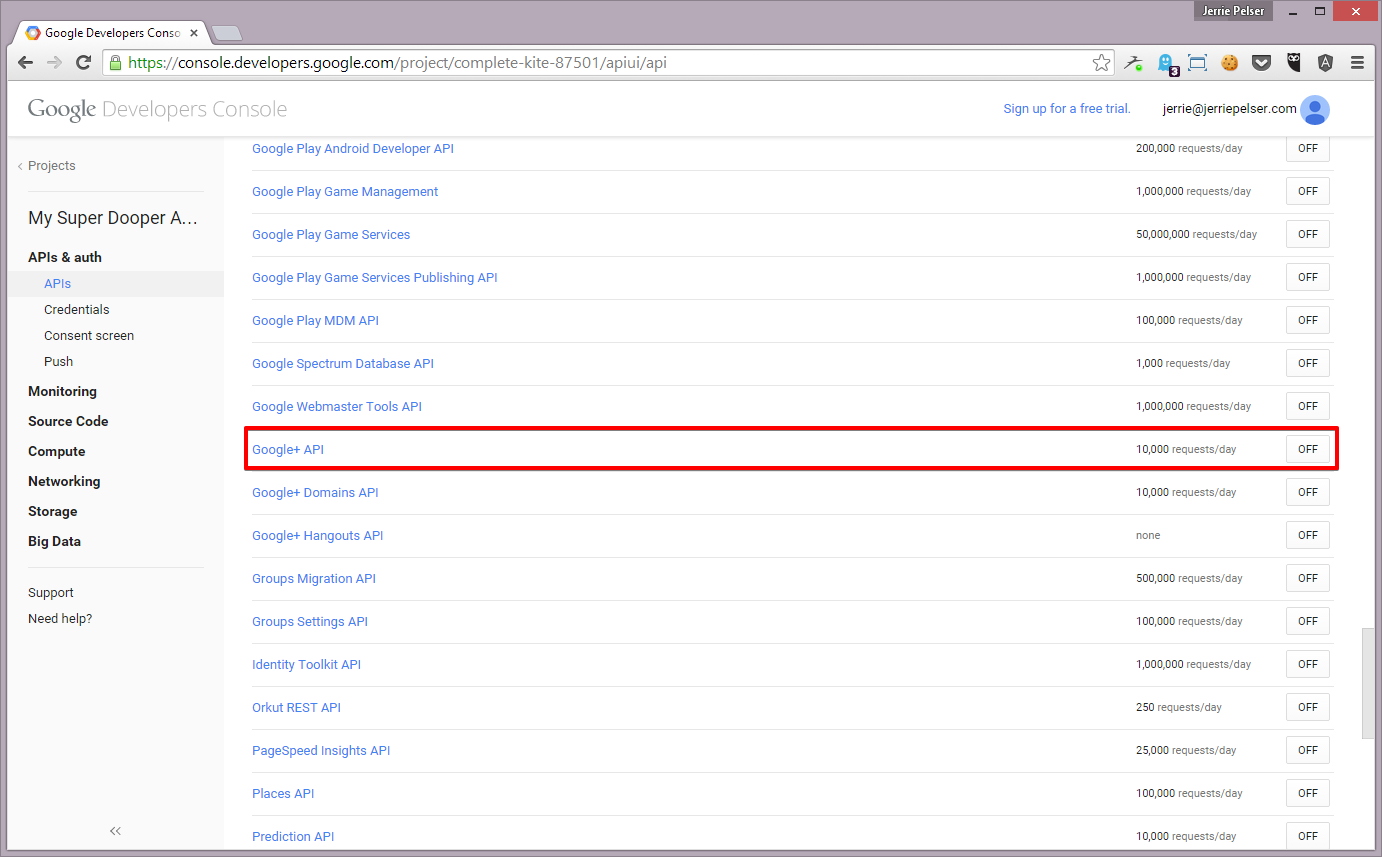 Jerrie Pelser
Google Developers Conso
https://console.developers.google.com/project/complete-kite-87501/apiui/api
3
Google Developers Console
Sign up for a free trial.
jerrie@jerriepelser.com
Projects
My Super Dooper A...
APIs & auth
APIs
Credentials
Consent screen
Push
Monitoring
Source Code
Compute
Networking
Storage
Big Data
Support
Need help?
Google Play Android Developer API 200,000 requests/day OFF
Google Play Game Management 1,000,000 requests/day OFF
Google Play Game Services 50,000,000 requests/day OFF
Google Play Game Services Publishing API 1,000,000 requests/day OFF
Google Play MDM API 100,000 requests/day OFF
Google Spectrum Database API 1,000 requests/day OFF
Google Webmaster Tools API 1,000,000 requests/day OFF
Google+ API 10,000 requests/day OFF
Google+ Domains API 10,000 requests/day OFF
Google+ Hangouts API none OFF
Groups Migration API 500,000 requests/day OFF
Groups Settings API 100,000 requests/day OFF
Identity Toolkit API 1,000,000 requests/day OFF
Orkut REST API 250 requests/day OFF
PageSpeed Insights API 25,000 requests/day OFF
Places API 100,000 requests/day OFF
Prediction API 10,000 requests/day OFF